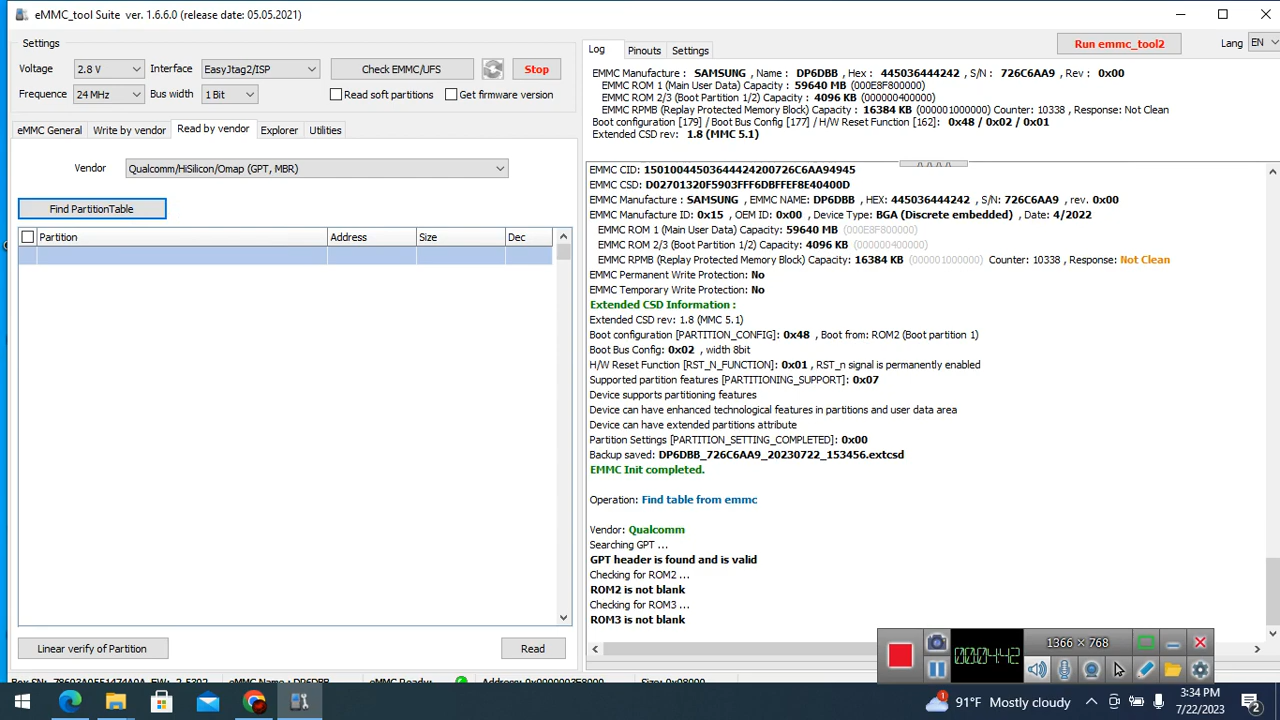 eMMC_tool Suite ver. 1.6.6.0 (release date: 05.05.2021)
Settings
Voltage 2.8 V Interface EasyJtag2/ISP Check EMMC/UFS Stop
Frequency 24 MHz Bus width 1 Bit Read soft partitions Get firmware version
eMMC General Write by vendor Read by vendor Explorer Utilities
Vendor Qualcomm/HiSilicon/Omap (GPT, MBR)
Find PartitionTable
Partition Address Size Dec
Linear verify of Partition Read
Log Pinouts Settings Run emmc_tool2 Lang EN
EMMC Manufacture : SAMSUNG , Name : DP6DBB , Hex : 445036444242 , S/N : 726C6AA9 , Rev : 0x00
EMMC ROM 1 (Main User Data) Capacity : 59640 MB (000E8F800000)
EMMC ROM 2/3 (Boot Partition 1/2) Capacity : 4096 KB (000000400000)
EMMC RPMB (Replay Protected Memory Block) Capacity : 16384 KB (000001000000) Counter: 10338 , Response: Not Clean
Boot configuration [179] / Boot Bus Config [177] / H/W Reset Function [162]: 0x48 / 0x02 / 0x01
Extended CSD rev: 1.8 (MMC 5.1)
EMMC CID: 15010044503644424200726C6AA94945
EMMC CSD: D02701320F5903FFF6DBFFEF8E40400D
EMMC Manufacture : SAMSUNG , EMMC NAME: DP6DBB , HEX: 445036444242 , S/N: 726C6AA9 , rev. 0x00
EMMC Manufacture ID: 0x15 , OEM ID: 0x00 , Device Type: BGA (Discrete embedded) , Date: 4/2022
EMMC ROM 1 (Main User Data) Capacity: 59640 MB (000E8F800000)
EMMC ROM 2/3 (Boot Partition 1/2) Capacity: 4096 KB (000000400000)
EMMC RPMB (Replay Protected Memory Block) Capacity: 16384 KB (000001000000) Counter: 10338 , Response: Not Clean
EMMC Permanent Write Protection: No
EMMC Temporary Write Protection: No
Extended CSD Information :
Extended CSD rev: 1.8 (MMC 5.1)
Boot configuration [PARTITION_CONFIG]: 0x48 , Boot from: ROM2 (Boot partition 1)
Boot Bus Config: 0x02 , width 8bit
H/W Reset Function [RST_N_FUNCTION]: 0x01 , RST_n signal is permanently enabled
Supported partition features [PARTITIONING_SUPPORT]: 0x07
Device supports partitioning features
Device can have enhanced technological features in partitions and user data area
Device can have extended partitions attribute
Partition Settings [PARTITION_SETTING_COMPLETED]: 0x00
Backup saved: DP6DBB_726C6AA9_20230722_153456.extcsd
EMMC Init completed.
Operation: Find table from emmc
Vendor: Qualcomm
Searching GPT ...
GPT header is found and is valid
Checking for ROM2 ...
ROM2 is not blank
Checking for ROM3 ...
ROM3 is not blank
00:04:42 1366 × 768
91°F Mostly cloudy
3:34 PM
7/22/2023
2